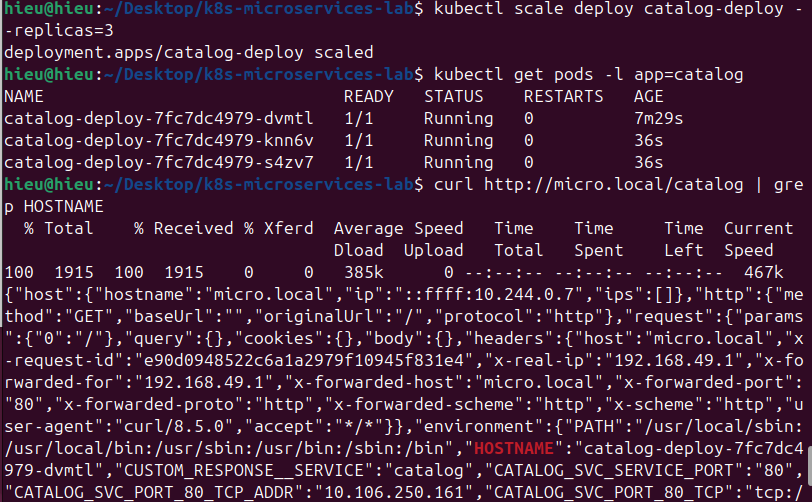 hieu@hieu:~/Desktop/k8s-microservices-lab$ kubectl scale deploy catalog-deploy -
-replicas=3
deployment.apps/catalog-deploy scaled
hieu@hieu:~/Desktop/k8s-microservices-lab$ kubectl get pods -l app=catalog
NAME                              READY   STATUS    RESTARTS   AGE
catalog-deploy-7fc7dc4979-dvmtl   1/1     Running   0          7m29s
catalog-deploy-7fc7dc4979-knn6v   1/1     Running   0          36s
catalog-deploy-7fc7dc4979-s4zv7   1/1     Running   0          36s
hieu@hieu:~/Desktop/k8s-microservices-lab$ curl http://micro.local/catalog | gre
p HOSTNAME
  % Total    % Received % Xferd  Average Speed   Time    Time     Time  Current
                                 Dload  Upload   Total   Spent    Left  Speed
100  1915  100  1915    0     0   385k      0 --:--:-- --:--:-- --:--:--  467k
{"host":{"hostname":"micro.local","ip":"::ffff:10.244.0.7","ips":[]},"http":{"me
thod":"GET","baseUrl":"","originalUrl":"/","protocol":"http"},"request":{"params
":{"0":"/"},"query":{},"cookies":{},"body":{},"headers":{"host":"micro.local","x
-request-id":"e90d0948522c6a1a2979f10945f831e4","x-real-ip":"192.168.49.1","x-fo
rwarded-for":"192.168.49.1","x-forwarded-host":"micro.local","x-forwarded-port":
"80","x-forwarded-proto":"http","x-forwarded-scheme":"http","x-scheme":"http","u
ser-agent":"curl/8.5.0","accept":"*/*"}},"environment":{"PATH":"/usr/local/sbin:
/usr/local/bin:/usr/sbin:/usr/bin:/sbin:/bin","HOSTNAME":"catalog-deploy-7fc7dc4
979-dvmtl","CUSTOM_RESPONSE__SERVICE":"catalog","CATALOG_SVC_SERVICE_PORT":"80",
"CATALOG_SVC_PORT_80_TCP_ADDR":"10.106.250.161","CATALOG_SVC_PORT_80_TCP":"tcp:/